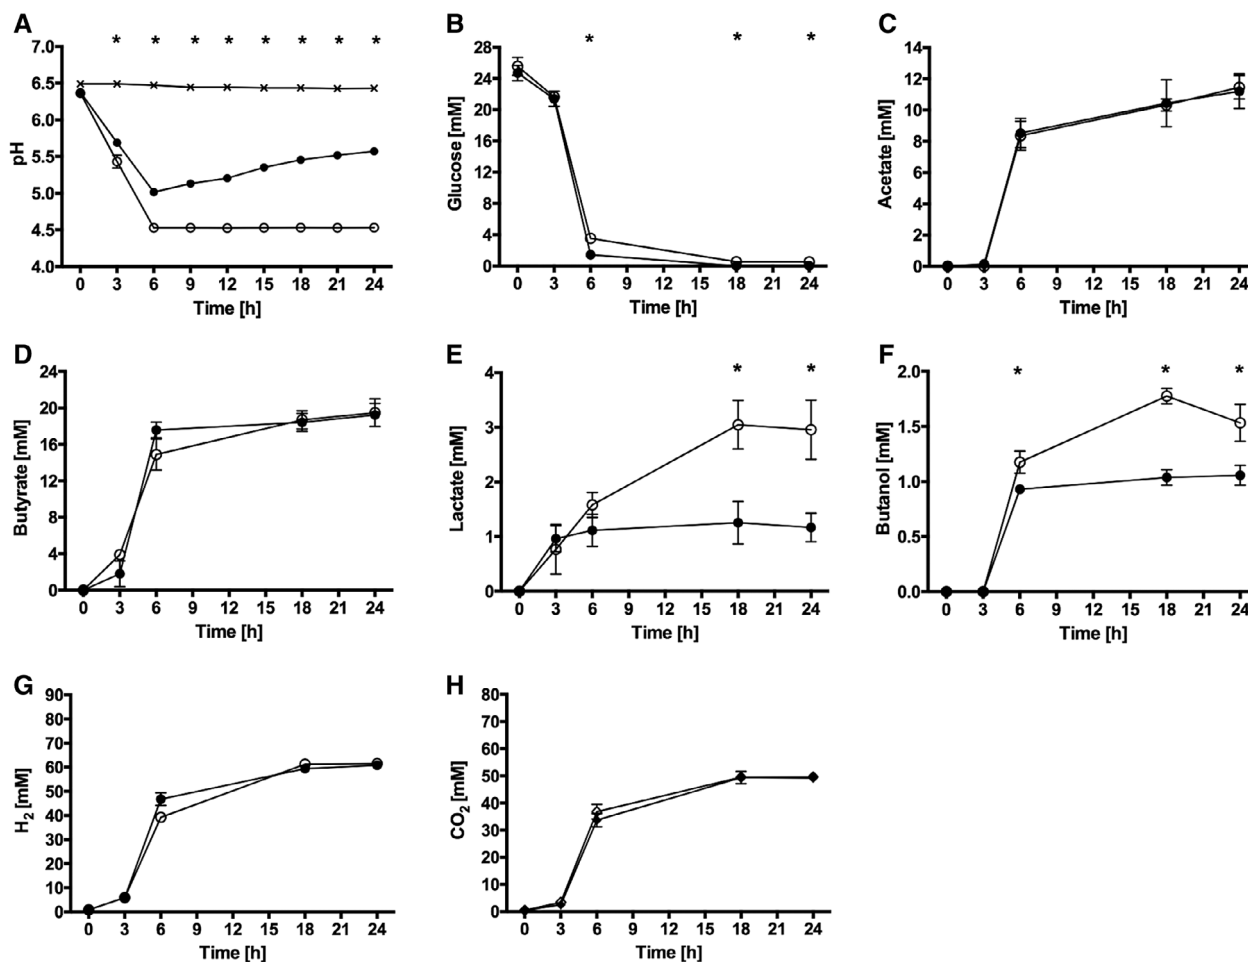 A
* * * * * * * *
7.0
6.5
6.0
5.5
5.0
4.5
4.0
pH
0 3 6 9 12 15 18 21 24
Time [h]
B
* * *
28
24
20
16
12
8
4
0
Glucose [mM]
0 3 6 9 12 15 18 21 24
Time [h]
C
14
12
10
8
6
4
2
0
Acetate [mM]
0 3 6 9 12 15 18 21 24
Time [h]
D
24
20
16
12
8
4
0
Butyrate [mM]
0 3 6 9 12 15 18 21 24
Time [h]
E
* *
4
3
2
1
0
Lactate [mM]
0 3 6 9 12 15 18 21 24
Time [h]
F
* * *
2.0
1.5
1.0
0.5
0.0
Butanol [mM]
0 3 6 9 12 15 18 21 24
Time [h]
G
90
80
70
60
50
40
30
20
10
0
H₂ [mM]
0 3 6 9 12 15 18 21 24
Time [h]
H
80
70
60
50
40
30
20
10
0
CO₂ [mM]
0 3 6 9 12 15 18 21 24
Time [h]